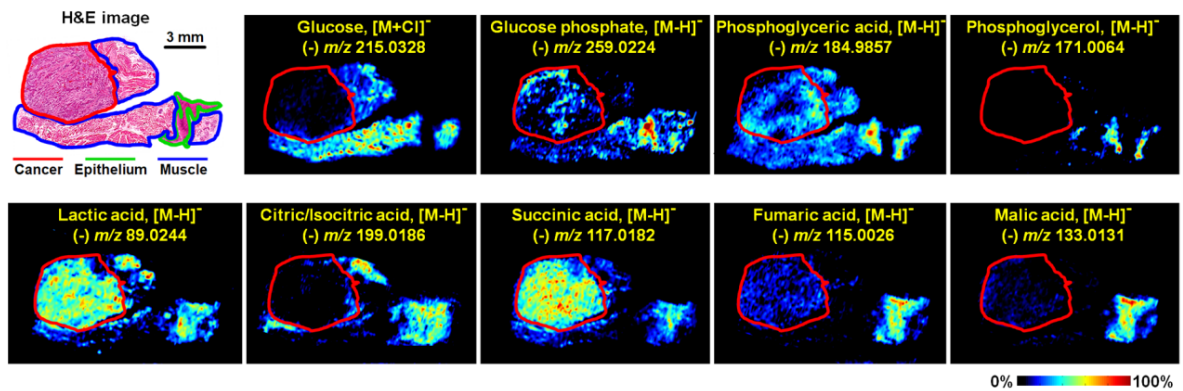 H&E image
3 mm
Cancer Epithelium Muscle
Glucose, [M+Cl]⁻
(-) m/z 215.0328
Glucose phosphate, [M-H]⁻
(-) m/z 259.0224
Phosphoglyceric acid, [M-H]⁻
(-) m/z 184.9857
Phosphoglycerol, [M-H]⁻
(-) m/z 171.0064
Lactic acid, [M-H]⁻
(-) m/z 89.0244
Citric/Isocitric acid, [M-H]⁻
(-) m/z 199.0186
Succinic acid, [M-H]⁻
(-) m/z 117.0182
Fumaric acid, [M-H]⁻
(-) m/z 115.0026
Malic acid, [M-H]⁻
(-) m/z 133.0131
0% 100%